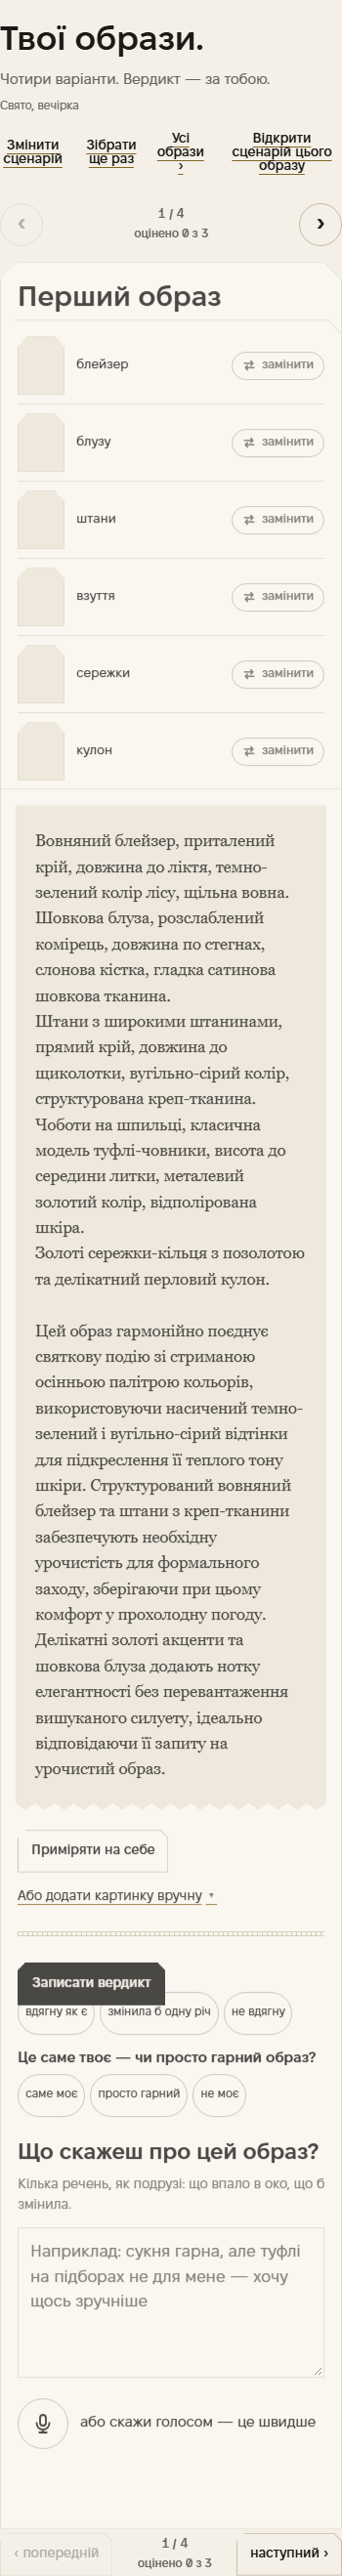 Твої образи.
Чотири варіанти. Вердикт — за тобою.
Свято, вечірка
Змінити
сценарій
Зібрати
ще раз
Усі
образи
›
Відкрити
сценарій цього
образу
‹
1 / 4
оцінено 0 з 3
›
Перший образ
блейзер
⇄ замінити
блузу
⇄ замінити
штани
⇄ замінити
взуття
⇄ замінити
сережки
⇄ замінити
кулон
⇄ замінити
Вовняний блейзер, приталений
крій, довжина до ліктя, темно-
зелений колір лісу, щільна вовна.
Шовкова блуза, розслаблений
комірець, довжина по стегнах,
слонова кістка, гладка сатинова
шовкова тканина.
Штани з широкими штанинами,
прямий крій, довжина до
щиколотки, вугільно-сірий колір,
структурована креп-тканина.
Чоботи на шпильці, класична
модель туфлі-човники, висота до
середини литки, металевий
золотий колір, відполірована
шкіра.
Золоті сережки-кільця з позолотою
та делікатний перловий кулон.
Цей образ гармонійно поєднує
святкову подію зі стриманою
осінньою палітрою кольорів,
використовуючи насичений темно-
зелений і вугільно-сірий відтінки
для підкреслення її теплого тону
шкіри. Структурований вовняний
блейзер та штани з креп-тканини
забезпечують необхідну
урочистість для формального
заходу, зберігаючи при цьому
комфорт у прохолодну погоду.
Делікатні золоті акценти та
шовкова блуза додають нотку
елегантності без перевантаження
вишуканого силуету, ідеально
відповідаючи її запиту на
урочистий образ.
Приміряти на себе
Або додати картинку вручну ▾
Записати вердикт
вдягну як є
змінила б одну річ
не вдягну
Це саме твоє — чи просто гарний образ?
саме моє
просто гарний
не моє
Що скажеш про цей образ?
Кілька речень, як подрузі: що впало в око, що б
змінила.
Наприклад: сукня гарна, але туфлі
на підборах не для мене — хочу
щось зручніше
або скажи голосом — це швидше
‹ попередній
1 / 4
оцінено 0 з 3
наступний ›